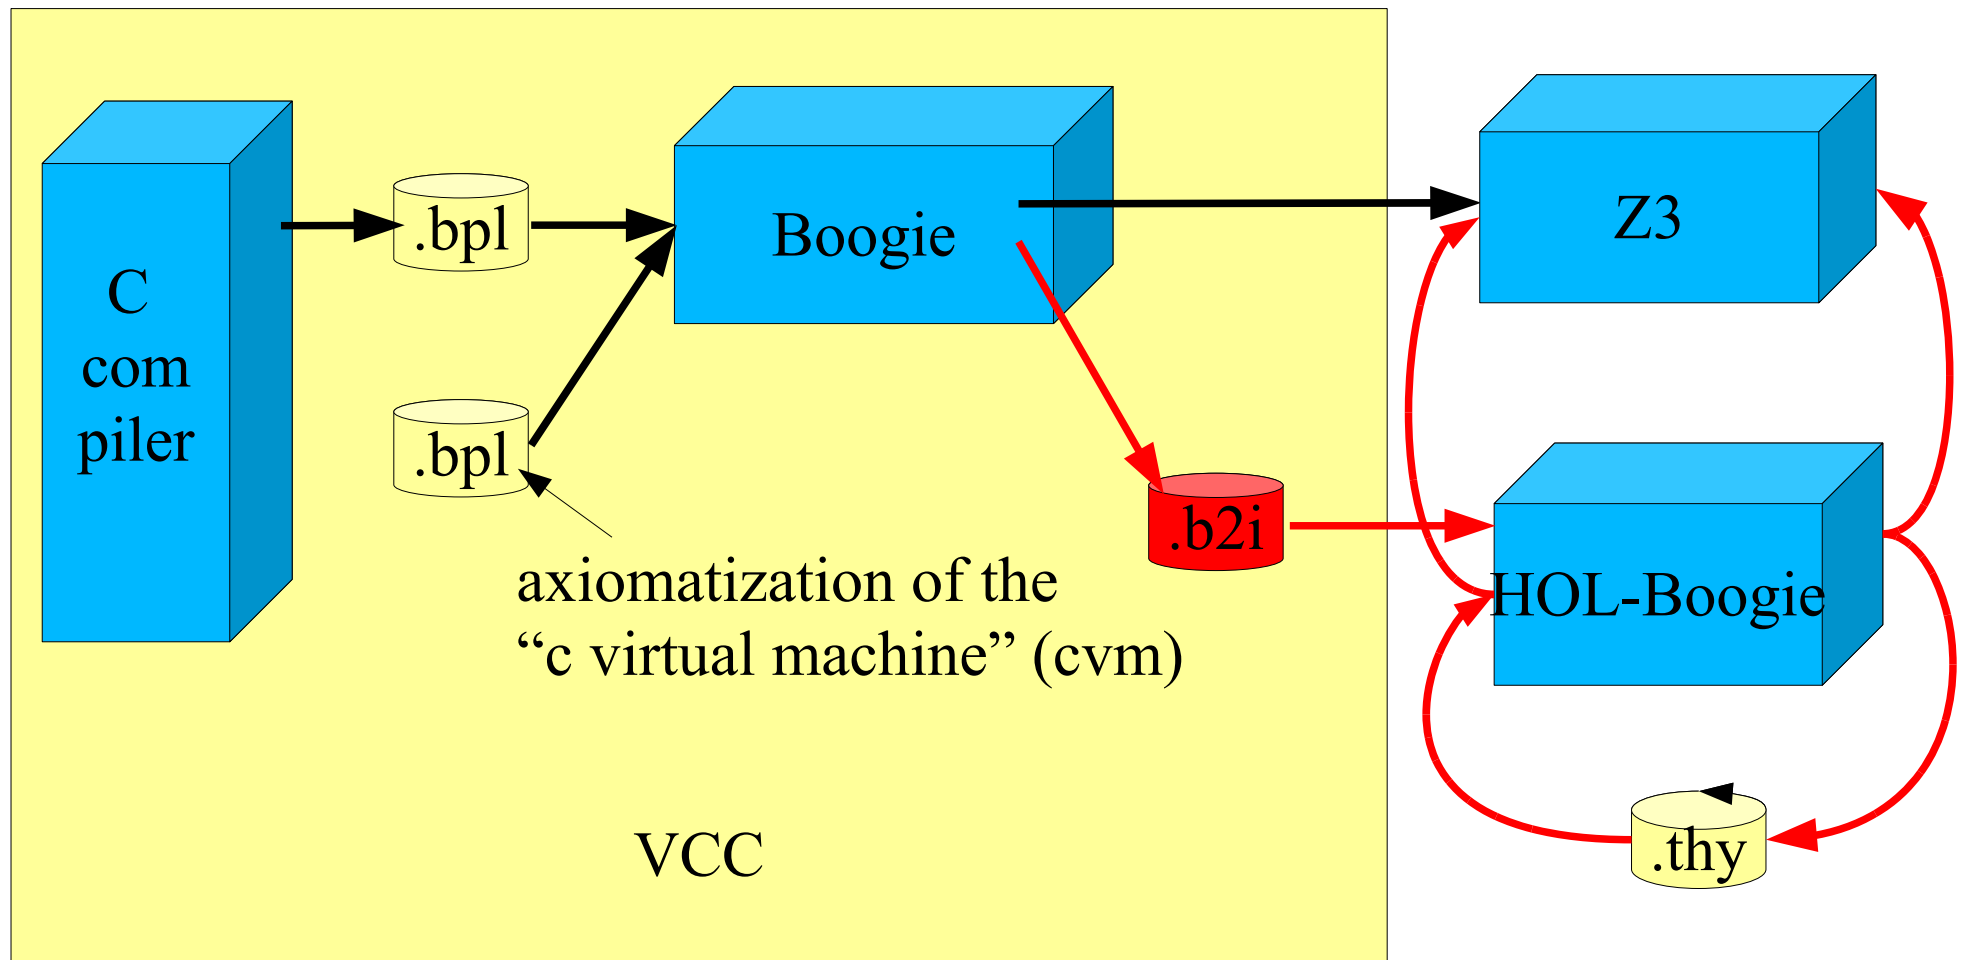 C
com
piler
.bpl
.bpl
Boogie
Z3
.b2i
HOL-Boogie
axiomatization of the
“c virtual machine” (cvm)
VCC
.thy